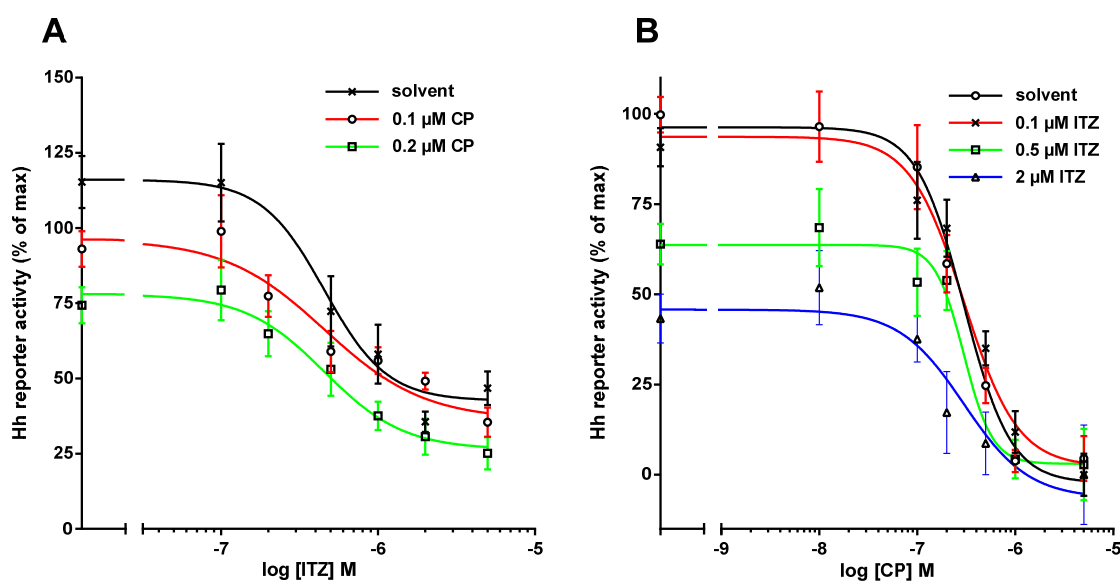 A
B
solvent
0.1 µM CP
0.2 µM CP
150
125
100
75
50
25
0
-7
-6
-5
Hh reporter activty (% of max)
log [ITZ] M
solvent
0.1 µM ITZ
0.5 µM ITZ
2 µM ITZ
100
75
50
25
0
-9
-8
-7
-6
-5
Hh reporter activty (% of max)
log [CP] M